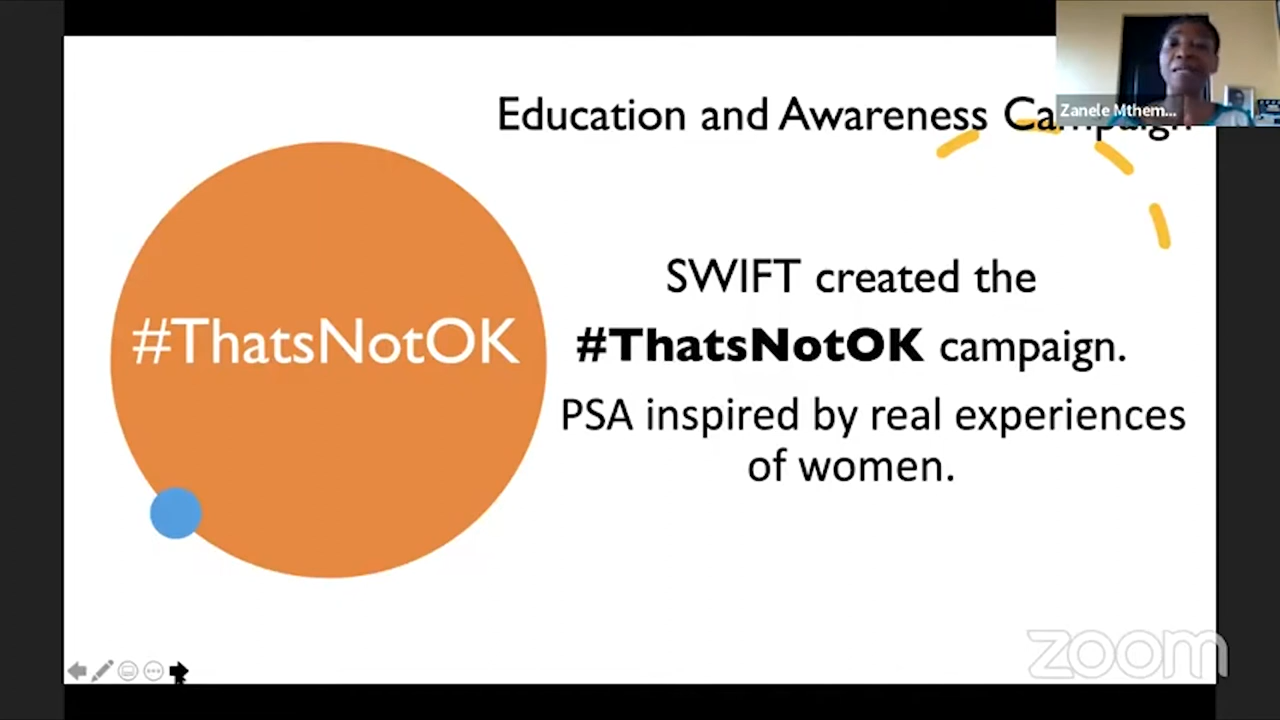 Education and Awareness Campaign
Zanele Mthem...
#ThatsNotOK
SWIFT created the
#ThatsNotOK campaign.
PSA inspired by real experiences
of women.
zoom